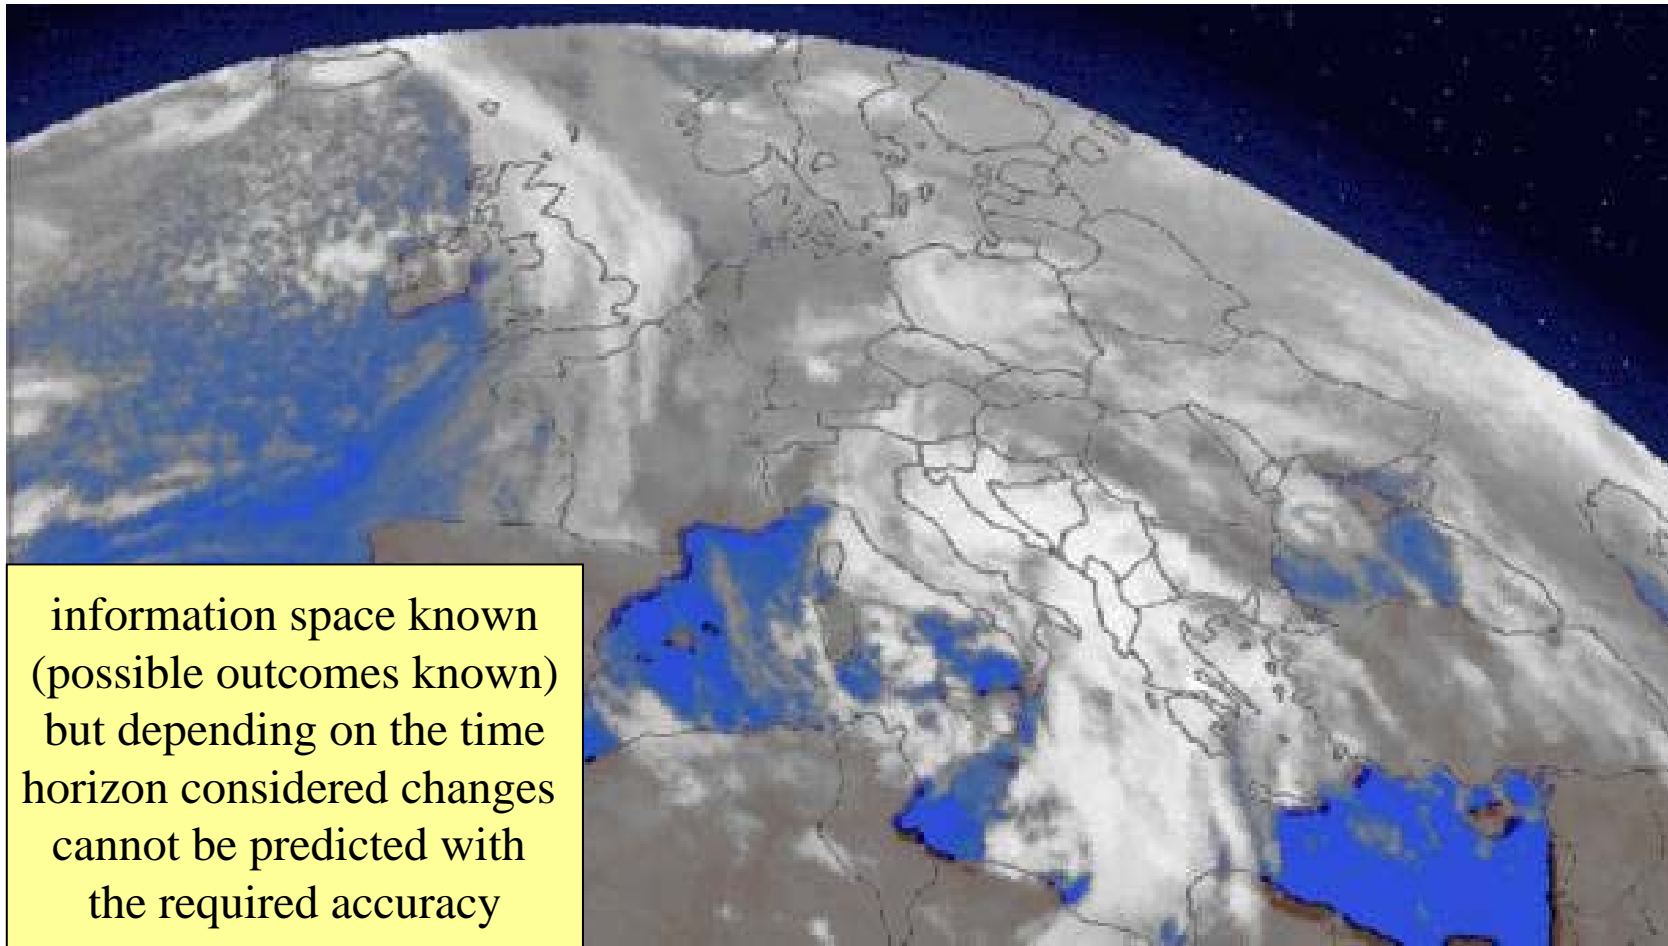 information space known
(possible outcomes known)
but depending on the time
horizon considered changes
cannot be predicted with
the required accuracy